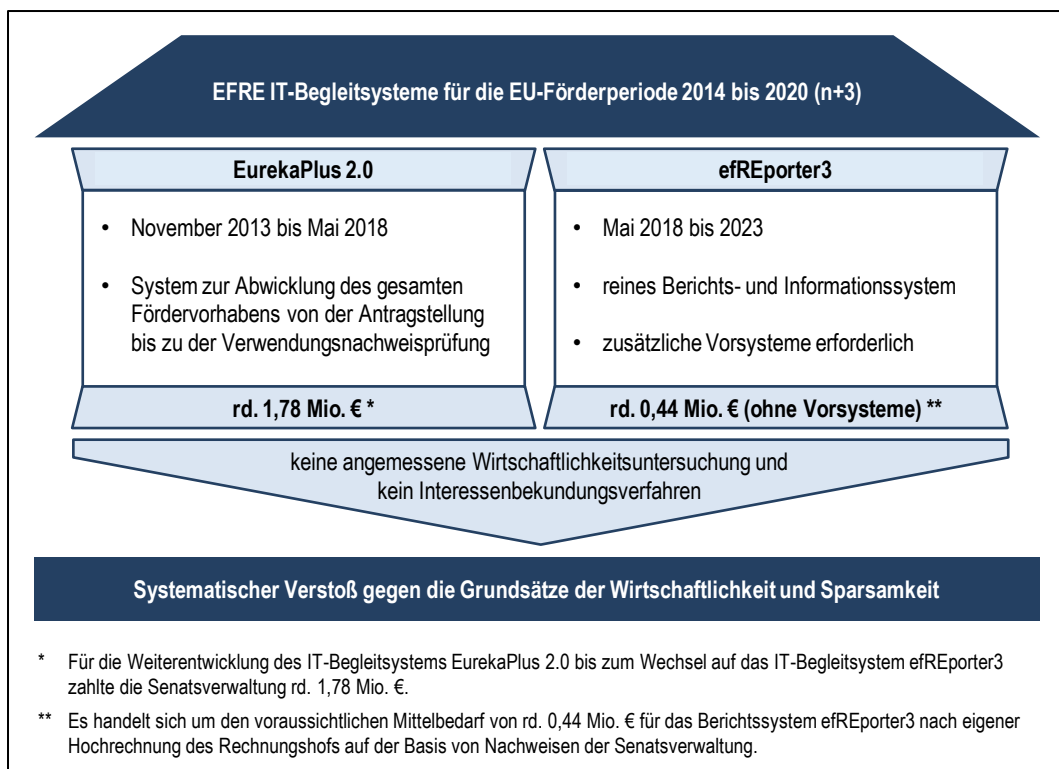 EFRE IT-Begleitsysteme für die EU-Förderperiode 2014 bis 2020 (n+3)
EurekaPlus 2.0
• November 2013 bis Mai 2018
• System zur Abwicklung des gesamten
Fördervorhabens von der Antragstellung
bis zu der Verwendungsnachweisprüfung
rd. 1,78 Mio. € *
efREporter3
• Mai 2018 bis 2023
• reines Berichts- und Informationssystem
• zusätzliche Vorsysteme erforderlich
rd. 0,44 Mio. € (ohne Vorsysteme) **
keine angemessene Wirtschaftlichkeitsuntersuchung und
kein Interessenbekundungsverfahren
Systematischer Verstoß gegen die Grundsätze der Wirtschaftlichkeit und Sparsamkeit
* Für die Weiterentwicklung des IT-Begleitsystems EurekaPlus 2.0 bis zum Wechsel auf das IT-Begleitsystem efREporter3
zahlte die Senatsverwaltung rd. 1,78 Mio. €.
** Es handelt sich um den voraussichtlichen Mittelbedarf von rd. 0,44 Mio. € für das Berichtssystem efREporter3 nach eigener
Hochrechnung des Rechnungshofs auf der Basis von Nachweisen der Senatsverwaltung.